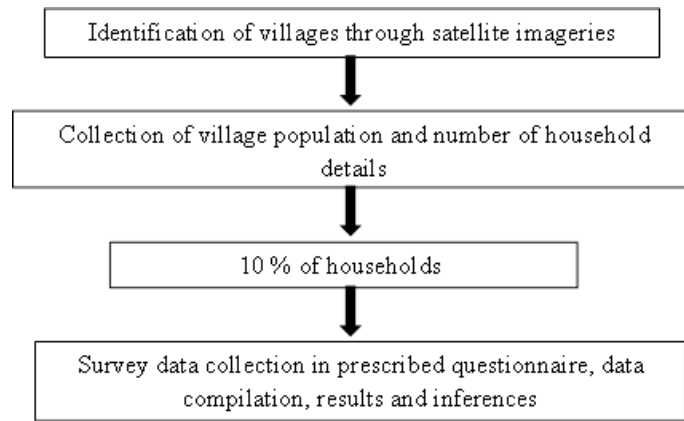 Identification of villages through satellite imageries
Collection of village population and number of household
details
10 % of households
Survey data collection in prescribed questionnaire, data
compilation, results and inferences